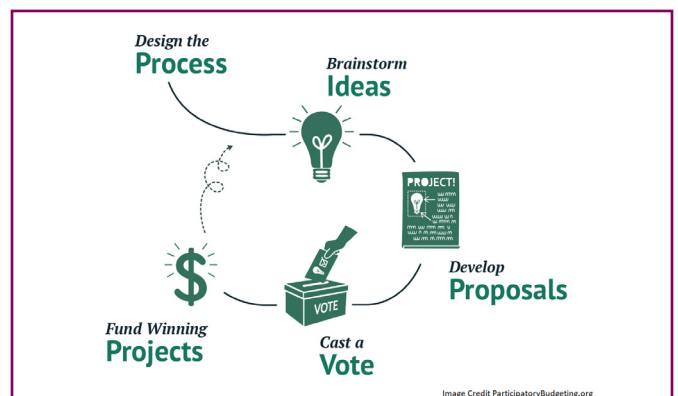 Design the
Process
Brainstorm
Ideas
PROJECT!
Develop
Proposals
VOTE
Cast a
Vote
Fund Winning
Projects
Image Credit ParticipatoryBudgeting.org